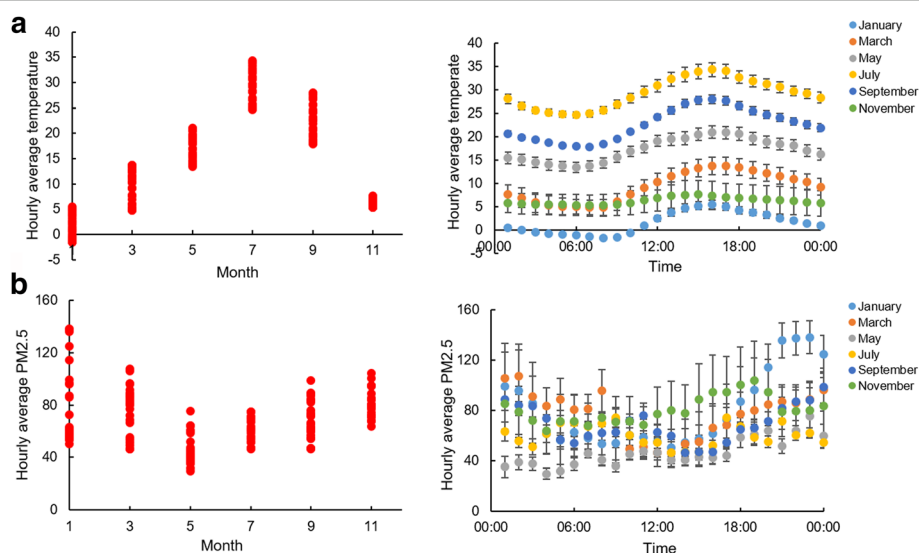 a
Hourly average temperature
40
35
30
25
20
15
10
5
0
-5
1
3
5
7
9
11
Month
Hourly average temperate
40
35
30
25
20
15
10
5
0
-5
00:00
06:00
12:00
18:00
00:00
Time
January
March
May
July
September
November
b
Hourly average PM2.5
160
120
80
40
0
1
3
5
7
9
11
Month
Hourly average PM2.5
160
120
80
40
0
00:00
06:00
12:00
18:00
00:00
Time
January
March
May
July
September
November